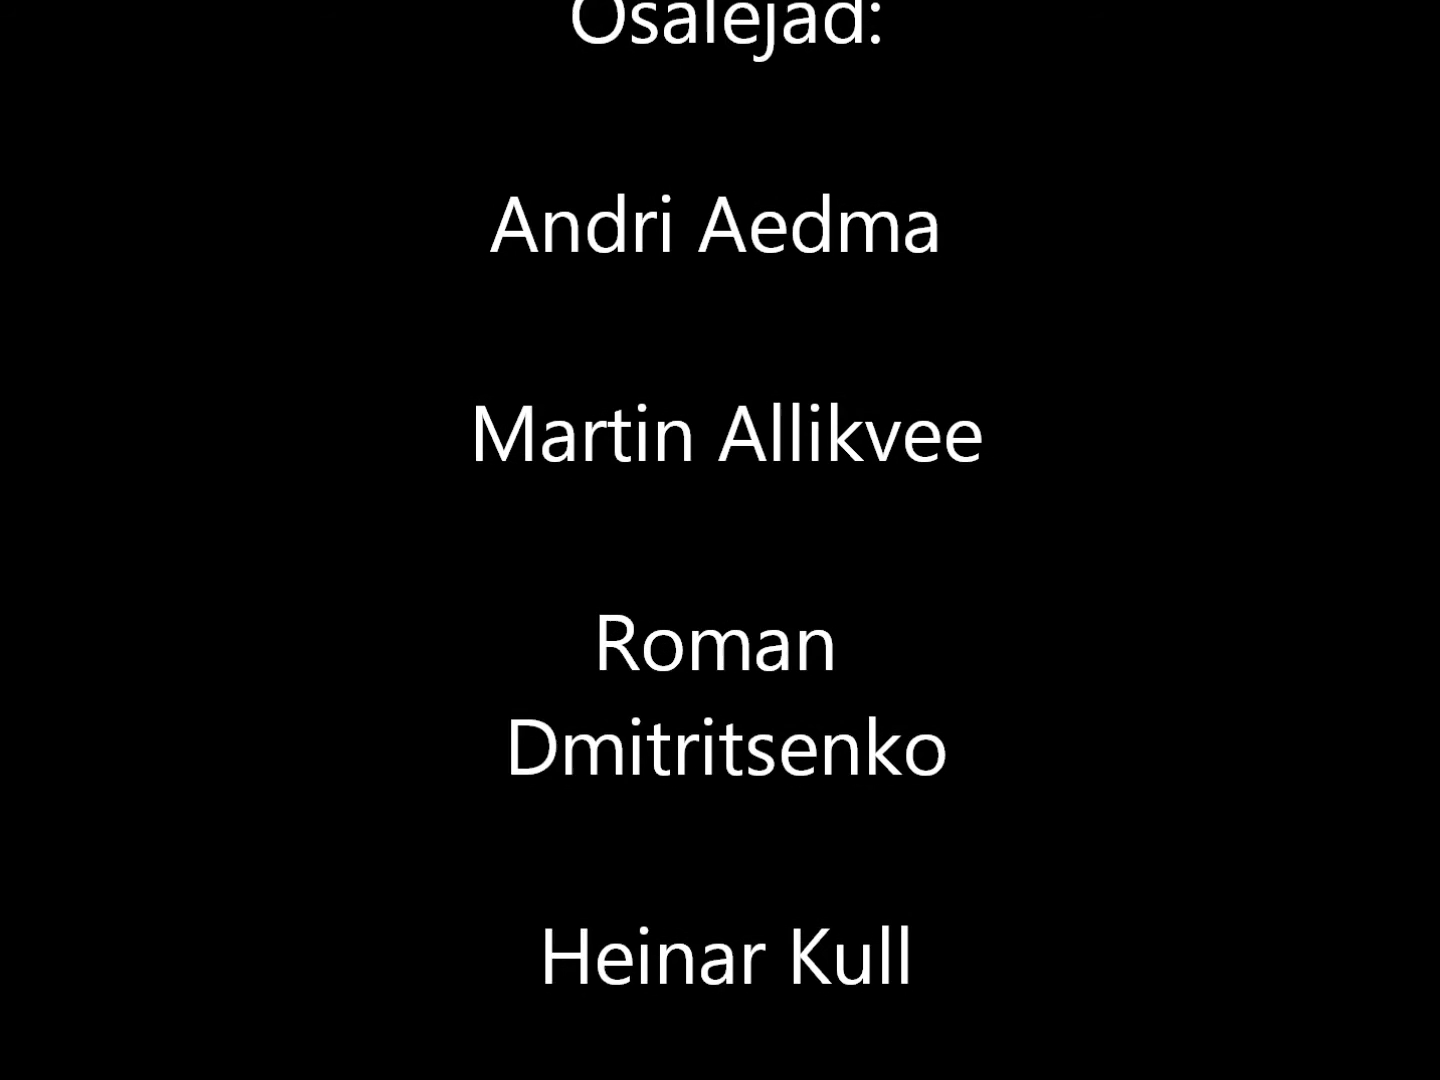 Osalejad:
Andri Aedma
Martin Allikvee
Roman
Dmitritsenko
Heinar Kull